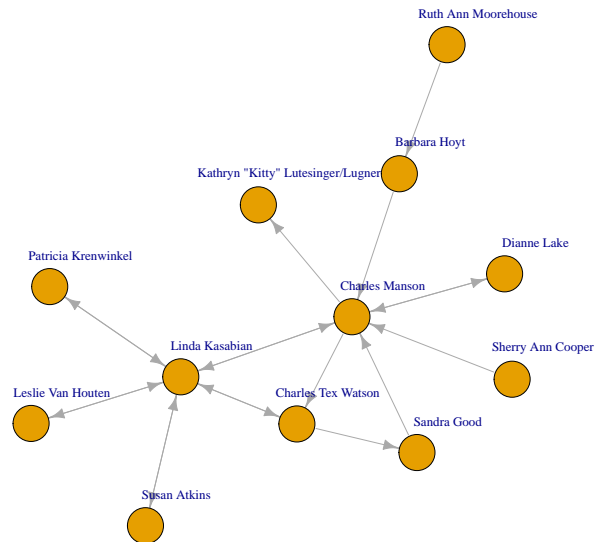 Ruth Ann Moorehouse
Barbara Hoyt
Kathryn "Kitty" Lutesinger/Lugner
Dianne Lake
Patricia Krenwinkel
Charles Manson
Linda Kasabian
Sherry Ann Cooper
Leslie Van Houten
Charles Tex Watson
Sandra Good
Susan Atkins